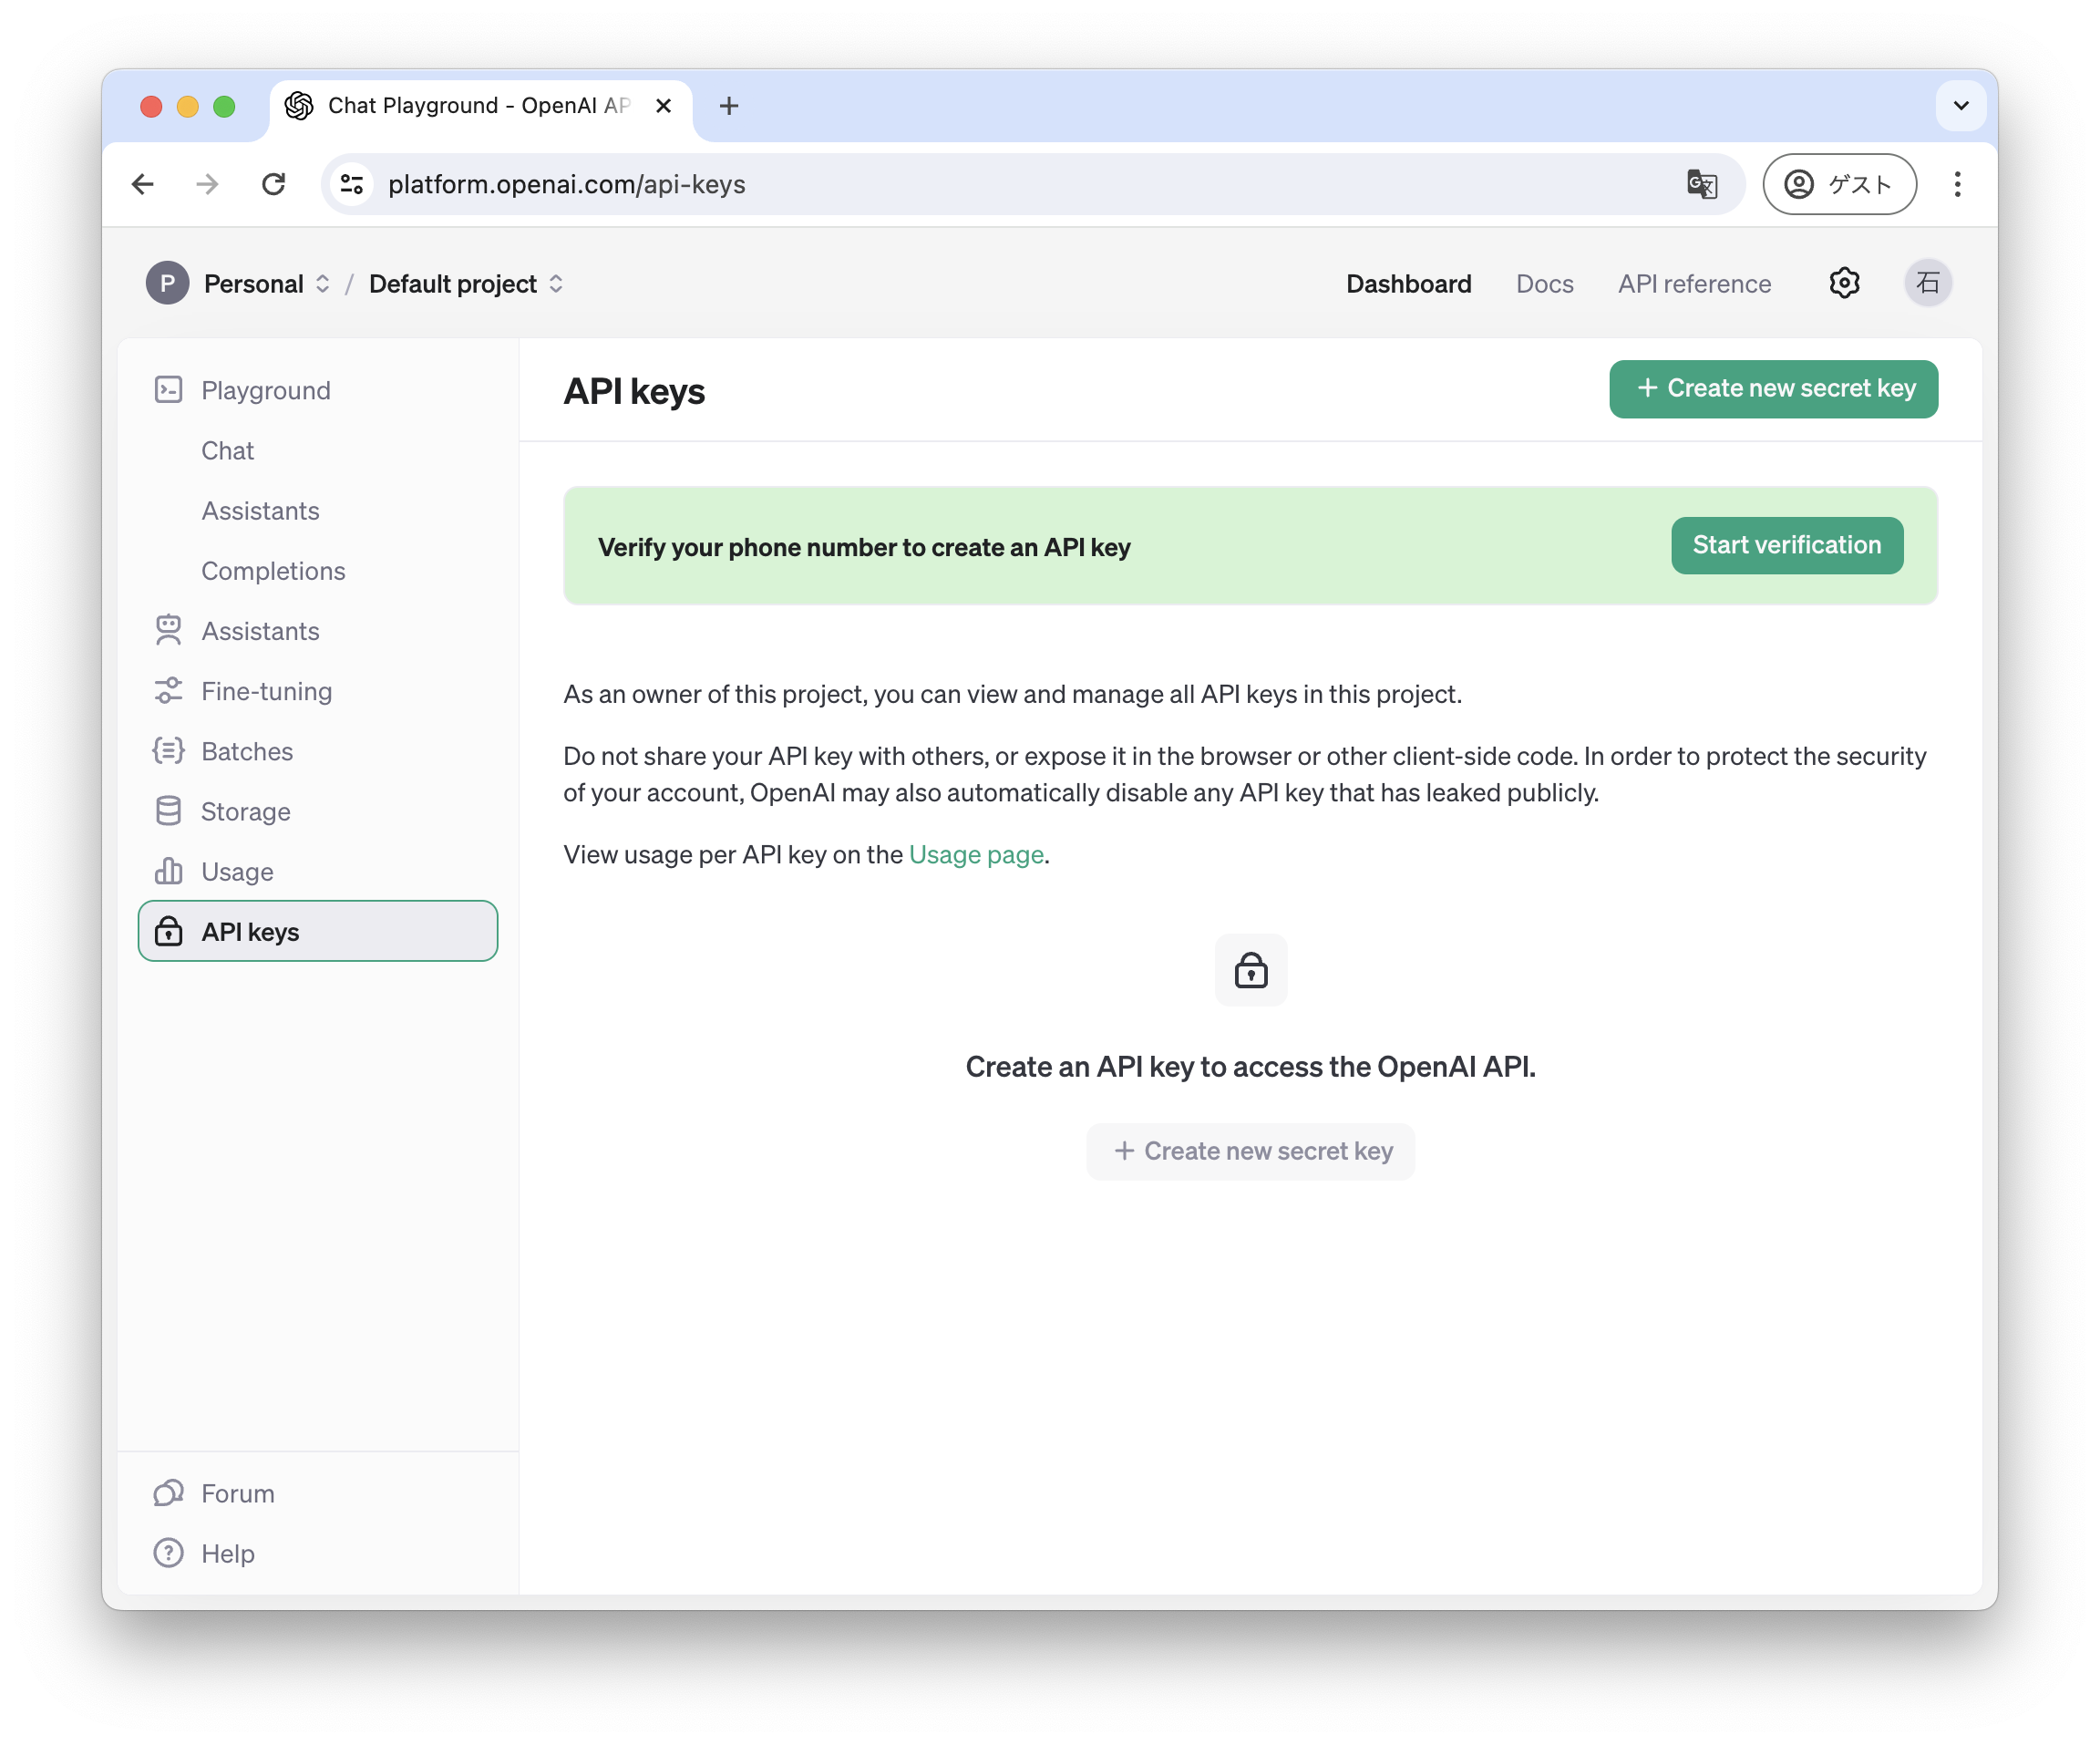 Chat Playground - OpenAI AP
platform.openai.com/api-keys
ゲスト
P Personal / Default project
Dashboard Docs API reference 石
Playground
Chat
Assistants
Completions
Assistants
Fine-tuning
Batches
Storage
Usage
API keys
Forum
Help
API keys
+ Create new secret key
Verify your phone number to create an API key
Start verification
As an owner of this project, you can view and manage all API keys in this project.
Do not share your API key with others, or expose it in the browser or other client-side code. In order to protect the security
of your account, OpenAI may also automatically disable any API key that has leaked publicly.
View usage per API key on the Usage page.
Create an API key to access the OpenAI API.
+ Create new secret key